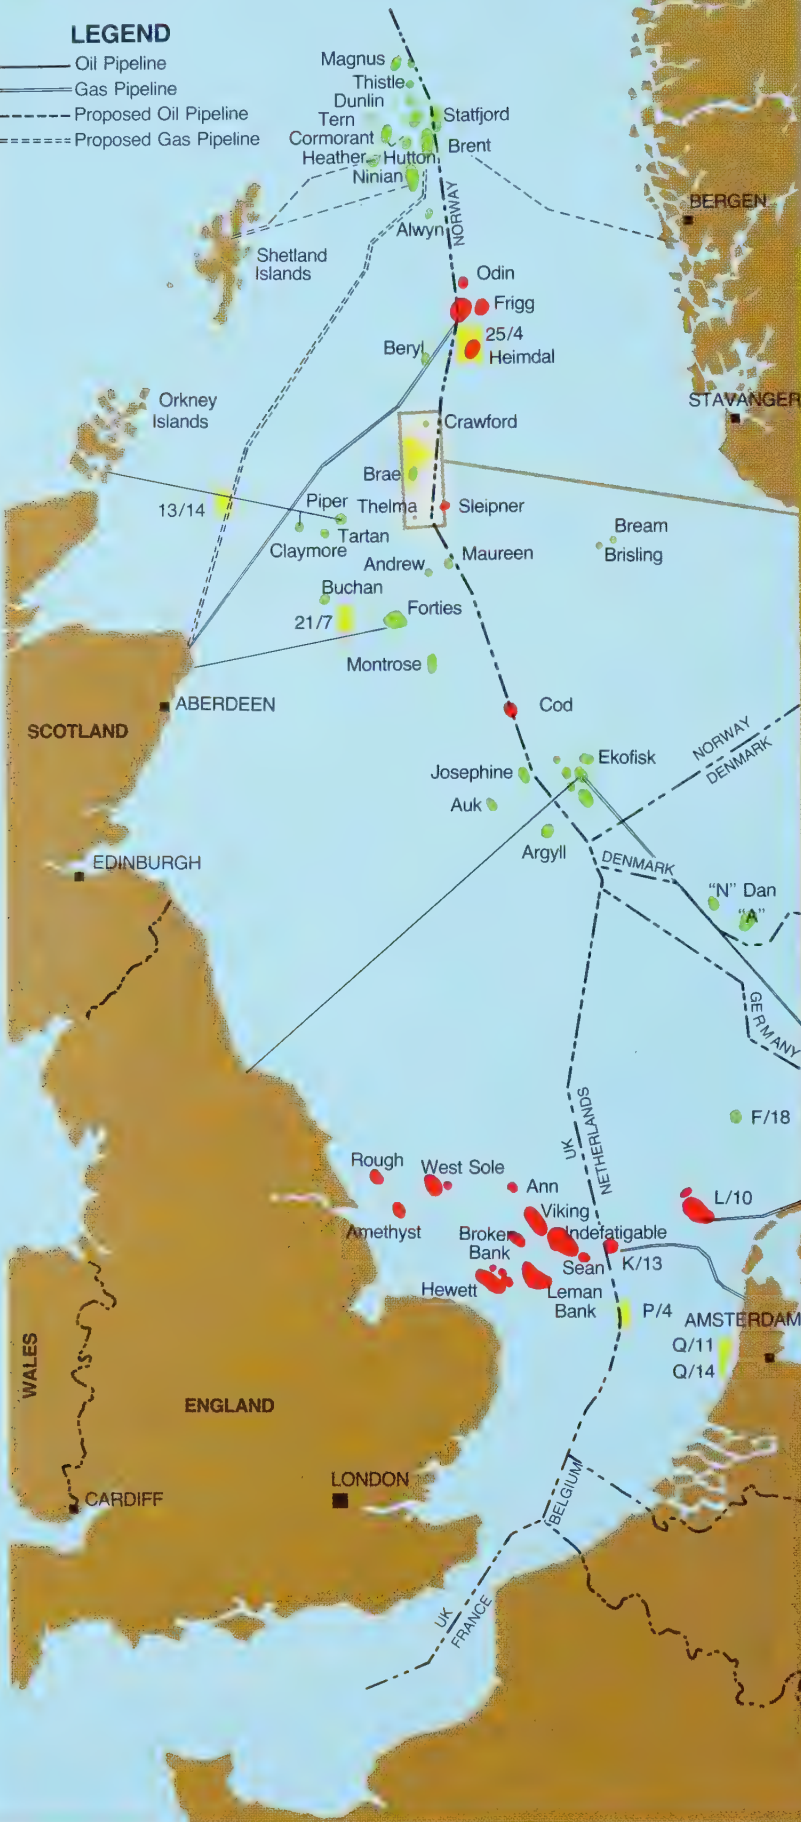 LEGEND
Oil Pipeline
Gas Pipeline
Proposed Oil Pipeline
Proposed Gas Pipeline
Magnus
Thistle
Dunlin
Tern
Statfjord
Cormorant
Brent
Heather
Hutton
Ninian
NORWAY
BERGEN
Alwyn
Shetland
Islands
Odin
Frigg
25/4
Beryl
Heimdal
Orkney
Islands
STAVANGER
Crawford
Brae
13/14
Piper
Thelma
Sleipner
Claymore
Tartan
Bream
Brisling
Andrew
Maureen
Buchan
21/7
Forties
Montrose
ABERDEEN
Cod
SCOTLAND
NORWAY
DENMARK
Josephine
Ekofisk
Auk
Argyll
EDINBURGH
DENMARK
"N" Dan
"A"
GERMANY
UK
NETHERLANDS
F/18
Rough
West Sole
Ann
L/10
Amethyst
Viking
Broken
Bank
Indefatigable
Sean
K/13
Hewett
Leman
Bank
P/4
AMSTERDAM
Q/11
Q/14
WALES
ENGLAND
LONDON
CARDIFF
BELGIUM
UK
FRANCE